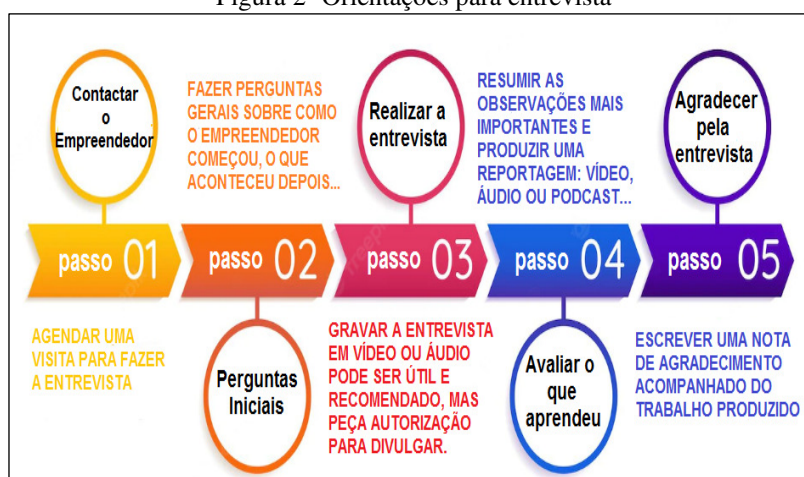 Figura 2- Orientações para entrevista
Contactar
o
Empreendedor
FAZER PERGUNTAS
GERAIS SOBRE COMO
O EMPREENDEDOR
COMEÇOU, O QUE
ACONTECEU DEPOIS...
Realizar a
entrevista
RESUMIR AS
OBSERVAÇÕES MAIS
IMPORTANTES E
PRODUZIR UMA
REPORTAGEM: VÍDEO,
ÁUDIO OU PODCAST...
Agradecer
pela
entrevista
passo 01
passo 02
passo 03
passo 04
passo 05
AGENDAR UMA
VISITA PARA FAZER
A ENTREVISTA
Perguntas
Iniciais
GRAVAR A ENTREVISTA
EM VÍDEO OU ÁUDIO
PODE SER ÚTIL E
RECOMENDADO, MAS
PEÇA AUTORIZAÇÃO
PARA DIVULGAR.
Avaliar o
que
aprendeu
ESCREVER UMA NOTA
DE AGRADECIMENTO
ACOMPANHADO DO
TRABALHO PRODUZIDO